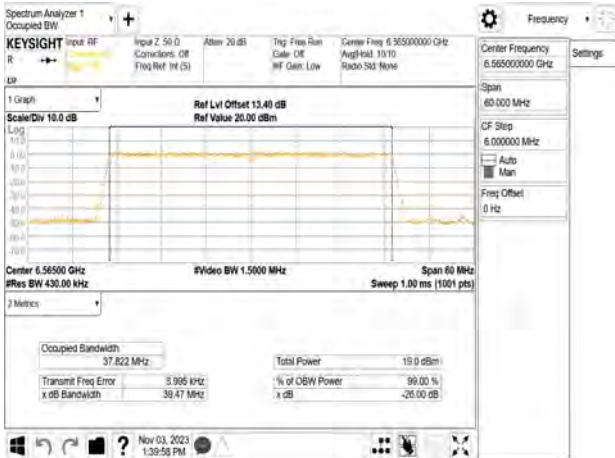 Spectrum Analyzer 1
Occupied BW
+
Frequency
KEYSIGHT Input: RF
R
Input Z: 50 Ω
Corrections: Off
Freq Ref: Int (S)
Atten: 20 dB
Trig: Free Run
Gate: Off
#IF Gain: Low
Center Freq: 6.565000000 GHz
Avg|Hold: 10/10
Radio Std: None
Center Frequency
6.565000000 GHz
Settings
Span
60.000 MHz
CF Step
6.000000 MHz
Auto
Man
Freq Offset
0 Hz
1 Graph
Scale/Div 10.0 dB
Ref Lvl Offset 13.40 dB
Ref Value 20.00 dBm
Log
Center 6.56500 GHz
#Res BW 430.00 kHz
#Video BW 1.5000 MHz
Span 60 MHz
Sweep 1.00 ms (1001 pts)
2 Metrics
Occupied Bandwidth
37.822 MHz
Total Power 19.0 dBm
Transmit Freq Error 8.995 kHz
% of OBW Power 99.00 %
x dB Bandwidth 39.47 MHz
x dB -26.00 dB
?
Nov 03, 2023
1:39:58 PM